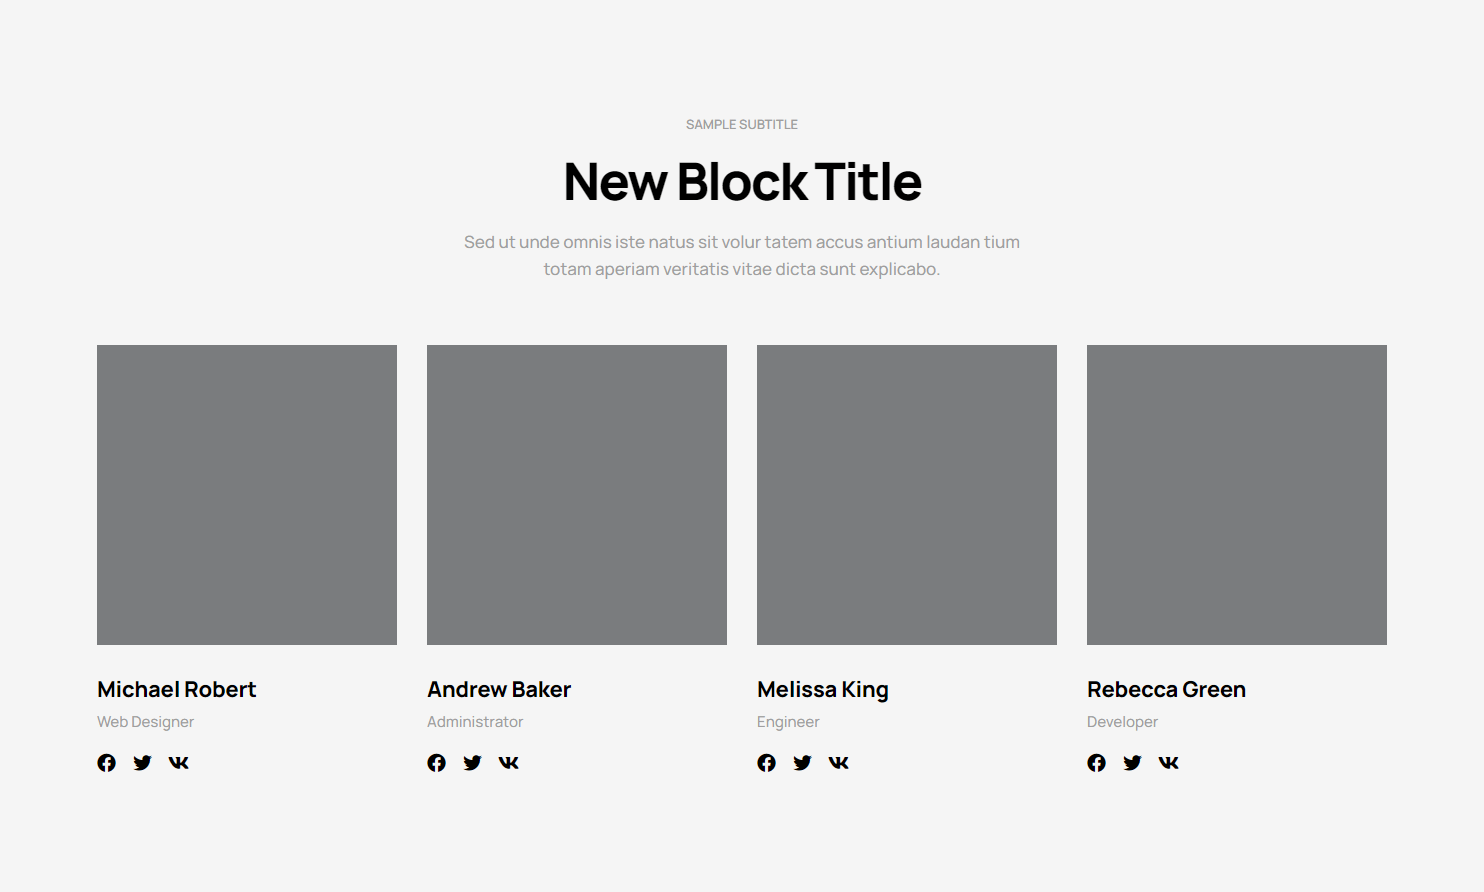 SAMPLE SUBTITLE
New Block Title
Sed ut unde omnis iste natus sit volur tatem accus antium laudan tium
totam aperiam veritatis vitae dicta sunt explicabo.
Michael Robert
Web Designer
Andrew Baker
Administrator
Melissa King
Engineer
Rebecca Green
Developer